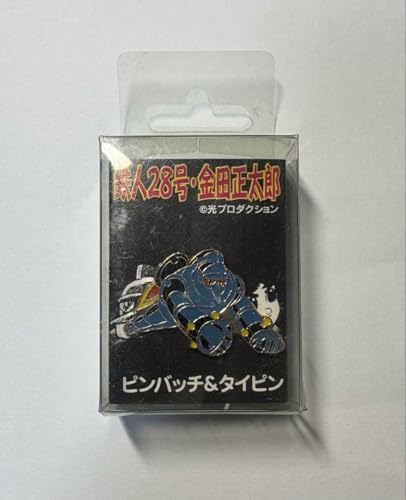 鉄人28号・金田正太郎
©光プロダクション
ピンバッチ&タイピン